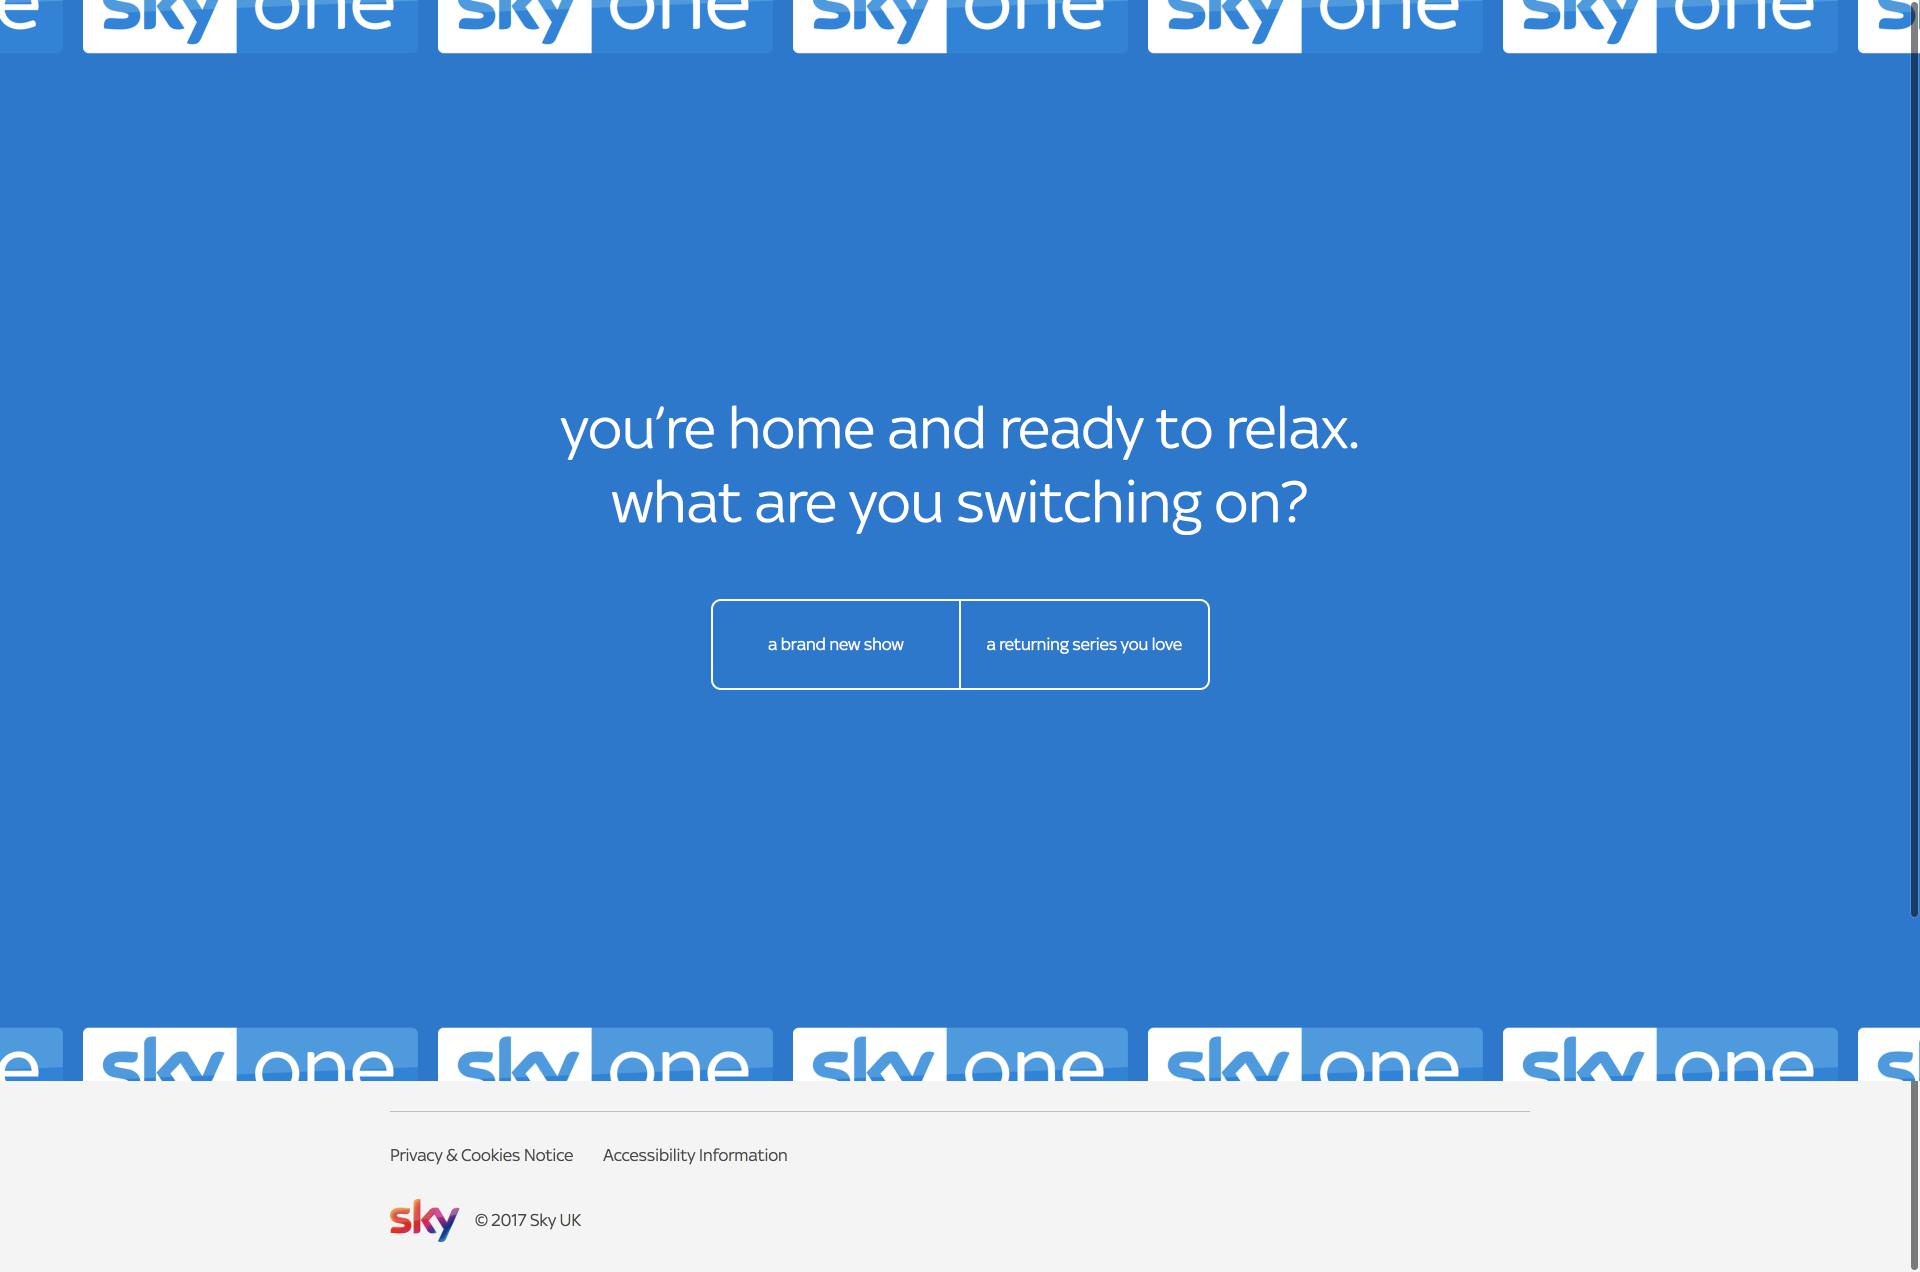 e sky one sky one sky one sky one sky one s
you’re home and ready to relax.
what are you switching on?
a brand new show
a returning series you love
e sky one sky one sky one sky one sky one s
Privacy & Cookies Notice
Accessibility Information
sky © 2017 Sky UK